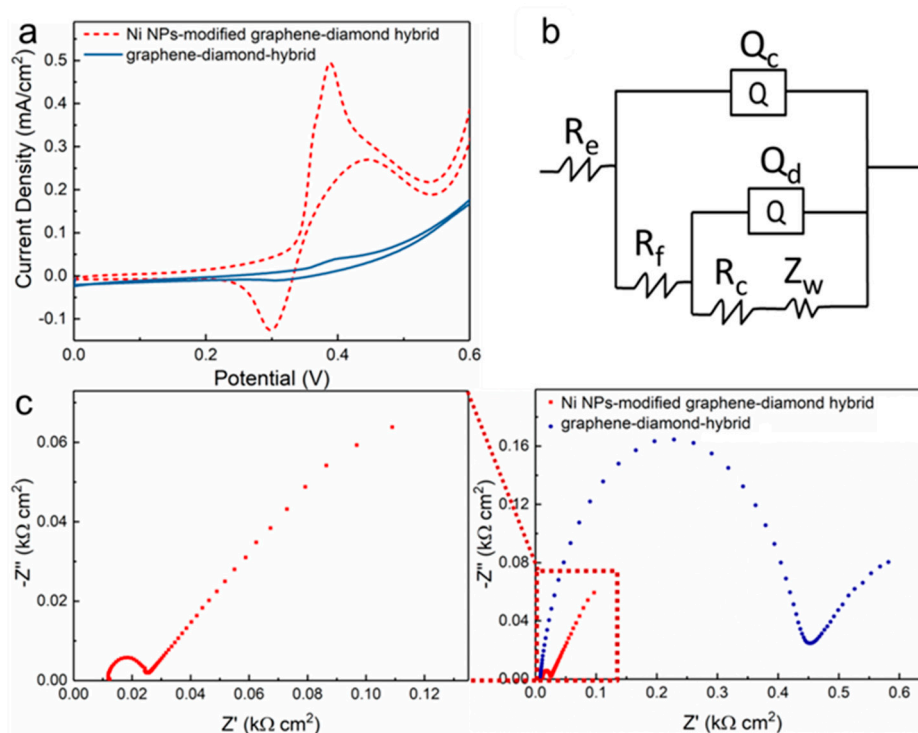 a
Ni NPs-modified graphene-diamond hybrid
graphene-diamond-hybrid
Current Density (mA/cm²)
0.5
0.4
0.3
0.2
0.1
0.0
-0.1
0.0
0.2
0.4
0.6
Potential (V)
b
Qc
Q
Re
Qd
Q
Rf
Rc
Zw
c
-Z" (kΩ cm²)
0.06
0.04
0.02
0.00
0.00
0.02
0.04
0.06
0.08
0.10
0.12
Z' (kΩ cm²)
Ni NPs-modified graphene-diamond hybrid
graphene-diamond-hybrid
-Z" (kΩ cm²)
0.16
0.12
0.08
0.04
0.00
0.0
0.1
0.2
0.3
0.4
0.5
0.6
Z' (kΩ cm²)